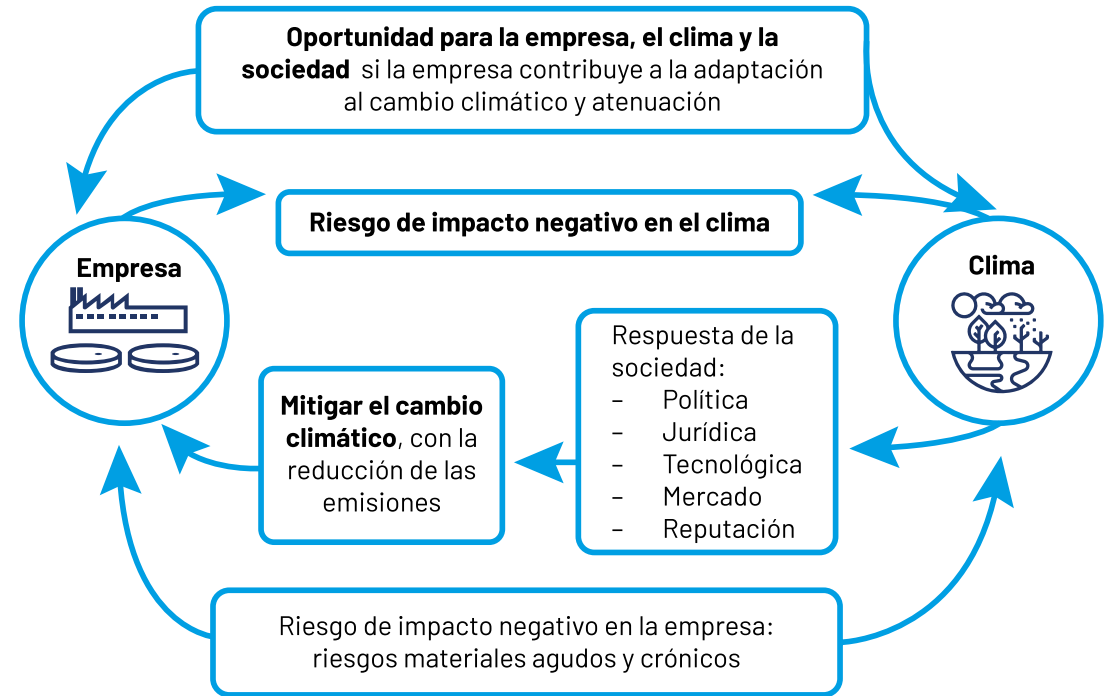 Oportunidad para la empresa, el clima y la
sociedad si la empresa contribuye a la adaptación
al cambio climático y atenuación
Riesgo de impacto negativo en el clima
Empresa
Clima
Respuesta de la
sociedad:
– Política
– Jurídica
– Tecnológica
– Mercado
– Reputación
Mitigar el cambio
climático, con la
reducción de las
emisiones
Riesgo de impacto negativo en la empresa:
riesgos materiales agudos y crónicos